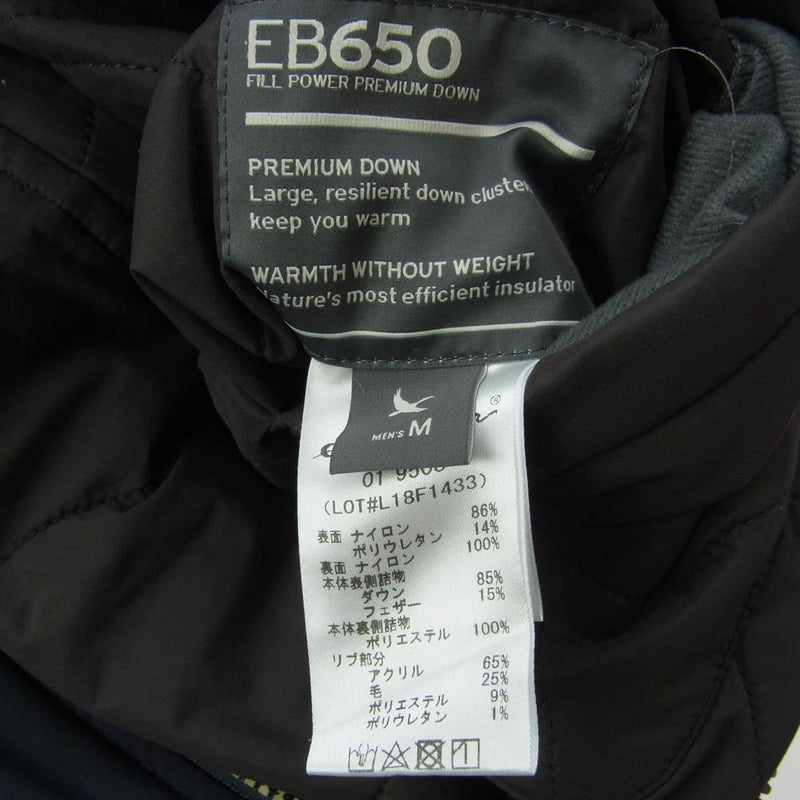 EB650
FILL POWER PREMIUM DOWN
PREMIUM DOWN
Large, resilient down cluster
keep you warm
WARMTH WITHOUT WEIGHT
Nature's most efficient insulator
MEN'S M
®
01 950
(LOT#L18F1433)
表面 ナイロン 86%
ポリウレタン 14%
裏面 ナイロン 100%
本体表側詰物
ダウン 85%
フェザー 15%
本体裏側詰物
ポリエステル 100%
リブ部分
アクリル 65%
毛 25%
ポリエステル 9%
ポリウレタン 1%